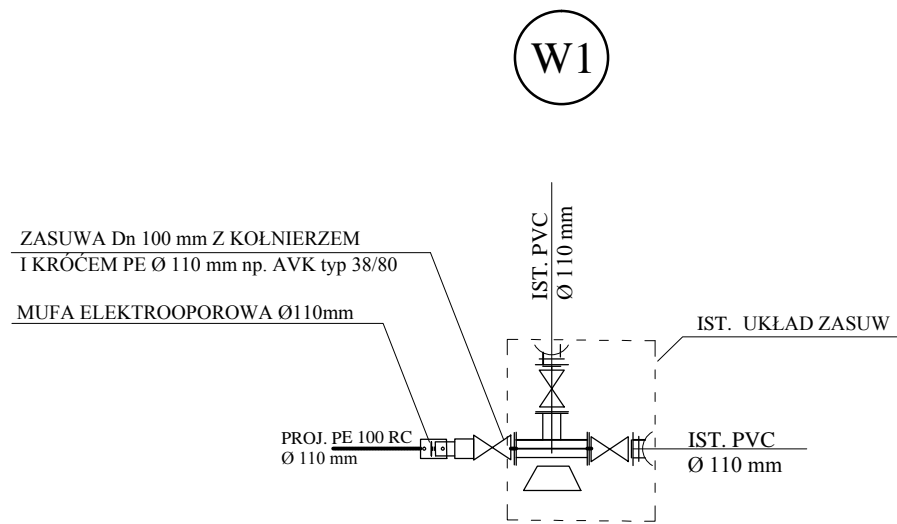 W1
ZASUWA Dn 100 mm Z KOŁNIERZEM
I KRÓĆEM PE Ø 110 mm np. AVK typ 38/80
MUFA ELEKTROOPOROWA Ø110mm
IST. PVC
Ø 110 mm
IST. UKŁAD ZASUW
PROJ. PE 100 RC
Ø 110 mm
IST. PVC
Ø 110 mm